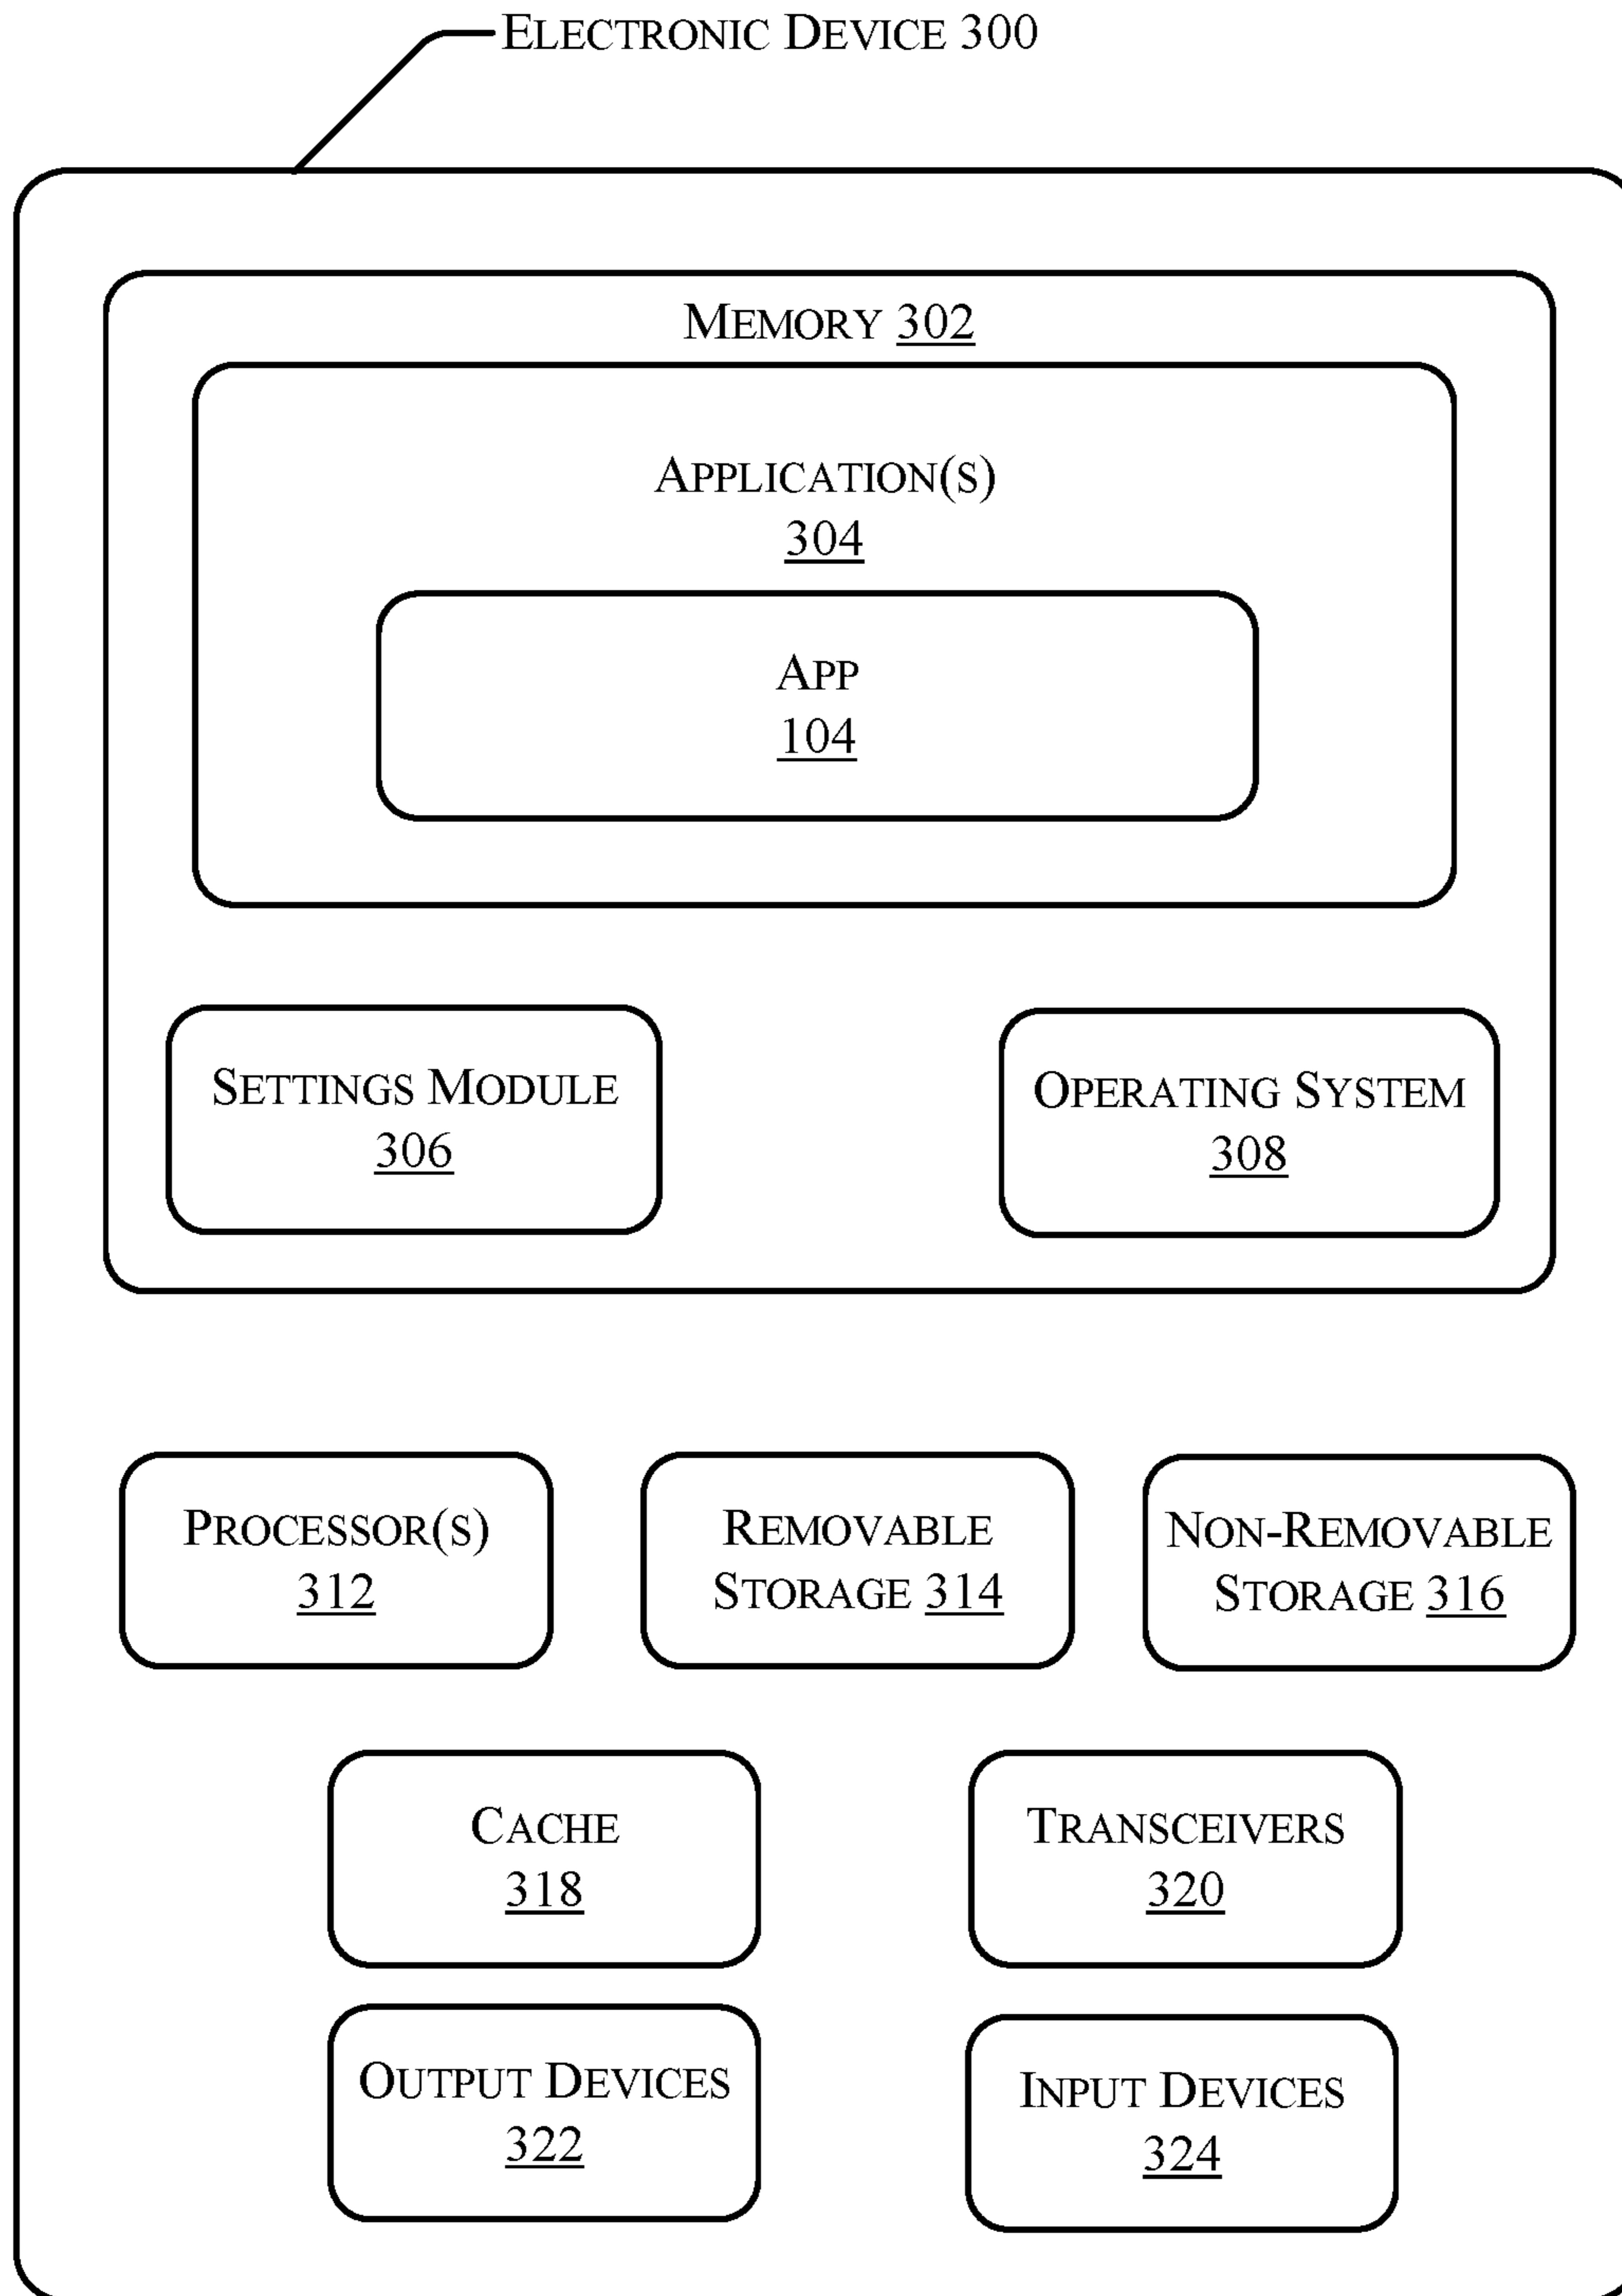 ELECTRONIC DEVICE 300
MEMORY 302
APPLICATION(S)
304
APP
104
SETTINGS MODULE
306
OPERATING SYSTEM
308
PROCESSOR(S)
312
REMOVABLE
STORAGE 314
NON-REMOVABLE
STORAGE 316
CACHE
318
TRANSCEIVERS
320
OUTPUT DEVICES
322
INPUT DEVICES
324